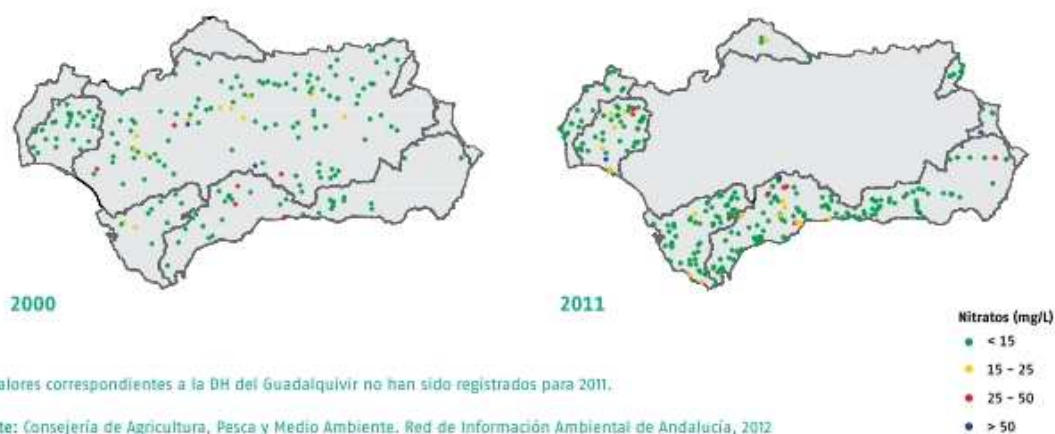 2000
2011
Nitratos (mg/L)
< 15
15 - 25
25 - 50
> 50
alores correspondientes a la DH del Guadalquivir no han sido registrados para 2011.
te: Consejería de Agricultura, Pesca y Medio Ambiente. Red de Información Ambiental de Andalucía, 2012